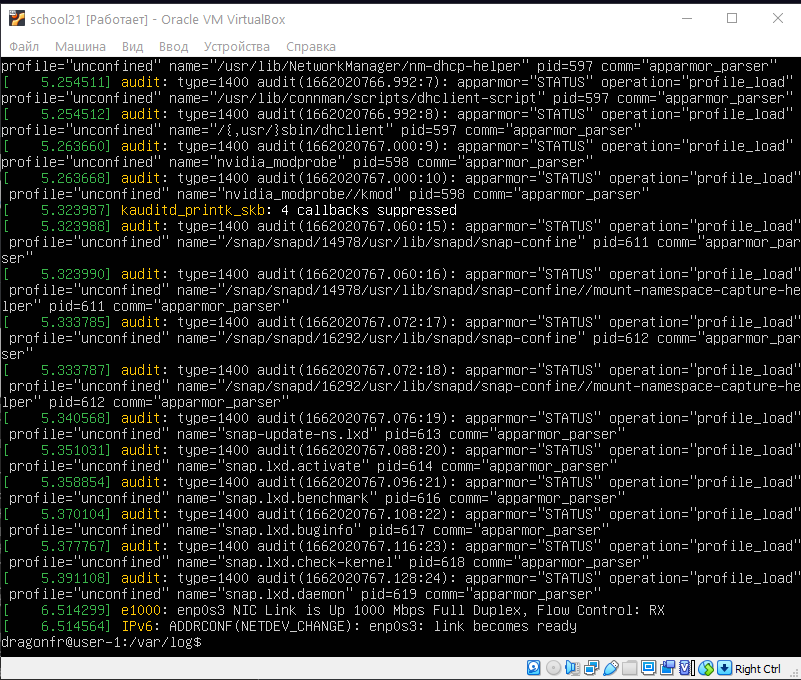 school21 [Работает] - Oracle VM VirtualBox
Файл Машина Вид Ввод Устройства Справка
profile="unconfined" name="/usr/lib/NetworkManager/nm-dhcp-helper" pid=597 comm="apparmor_parser"
[    5.254511] audit: type=1400 audit(1662020766.992:7): apparmor="STATUS" operation="profile_load"
profile="unconfined" name="/usr/lib/connman/scripts/dhclient-script" pid=597 comm="apparmor_parser"
[    5.254512] audit: type=1400 audit(1662020766.992:8): apparmor="STATUS" operation="profile_load"
profile="unconfined" name="/{,usr/}sbin/dhclient" pid=597 comm="apparmor_parser"
[    5.263660] audit: type=1400 audit(1662020767.000:9): apparmor="STATUS" operation="profile_load"
profile="unconfined" name="nvidia_modprobe" pid=598 comm="apparmor_parser"
[    5.263668] audit: type=1400 audit(1662020767.000:10): apparmor="STATUS" operation="profile_load"
 profile="unconfined" name="nvidia_modprobe//kmod" pid=598 comm="apparmor_parser"
[    5.323987] kauditd_printk_skb: 4 callbacks suppressed
[    5.323988] audit: type=1400 audit(1662020767.060:15): apparmor="STATUS" operation="profile_load"
 profile="unconfined" name="/snap/snapd/14978/usr/lib/snapd/snap-confine" pid=611 comm="apparmor_par
ser"
[    5.323990] audit: type=1400 audit(1662020767.060:16): apparmor="STATUS" operation="profile_load"
 profile="unconfined" name="/snap/snapd/14978/usr/lib/snapd/snap-confine//mount-namespace-capture-he
lper" pid=611 comm="apparmor_parser"
[    5.333785] audit: type=1400 audit(1662020767.072:17): apparmor="STATUS" operation="profile_load"
 profile="unconfined" name="/snap/snapd/16292/usr/lib/snapd/snap-confine" pid=612 comm="apparmor_par
ser"
[    5.333787] audit: type=1400 audit(1662020767.072:18): apparmor="STATUS" operation="profile_load"
 profile="unconfined" name="/snap/snapd/16292/usr/lib/snapd/snap-confine//mount-namespace-capture-he
lper" pid=612 comm="apparmor_parser"
[    5.340568] audit: type=1400 audit(1662020767.076:19): apparmor="STATUS" operation="profile_load"
 profile="unconfined" name="snap-update-ns.lxd" pid=613 comm="apparmor_parser"
[    5.351031] audit: type=1400 audit(1662020767.088:20): apparmor="STATUS" operation="profile_load"
 profile="unconfined" name="snap.lxd.activate" pid=614 comm="apparmor_parser"
[    5.358854] audit: type=1400 audit(1662020767.096:21): apparmor="STATUS" operation="profile_load"
 profile="unconfined" name="snap.lxd.benchmark" pid=616 comm="apparmor_parser"
[    5.370104] audit: type=1400 audit(1662020767.108:22): apparmor="STATUS" operation="profile_load"
 profile="unconfined" name="snap.lxd.buginfo" pid=617 comm="apparmor_parser"
[    5.377767] audit: type=1400 audit(1662020767.116:23): apparmor="STATUS" operation="profile_load"
 profile="unconfined" name="snap.lxd.check-kernel" pid=618 comm="apparmor_parser"
[    5.391108] audit: type=1400 audit(1662020767.128:24): apparmor="STATUS" operation="profile_load"
 profile="unconfined" name="snap.lxd.daemon" pid=619 comm="apparmor_parser"
[    6.514299] e1000: enp0s3 NIC Link is Up 1000 Mbps Full Duplex, Flow Control: RX
[    6.514564] IPv6: ADDRCONF(NETDEV_CHANGE): enp0s3: link becomes ready
dragonfr@user-1:/var/log$
Right Ctrl